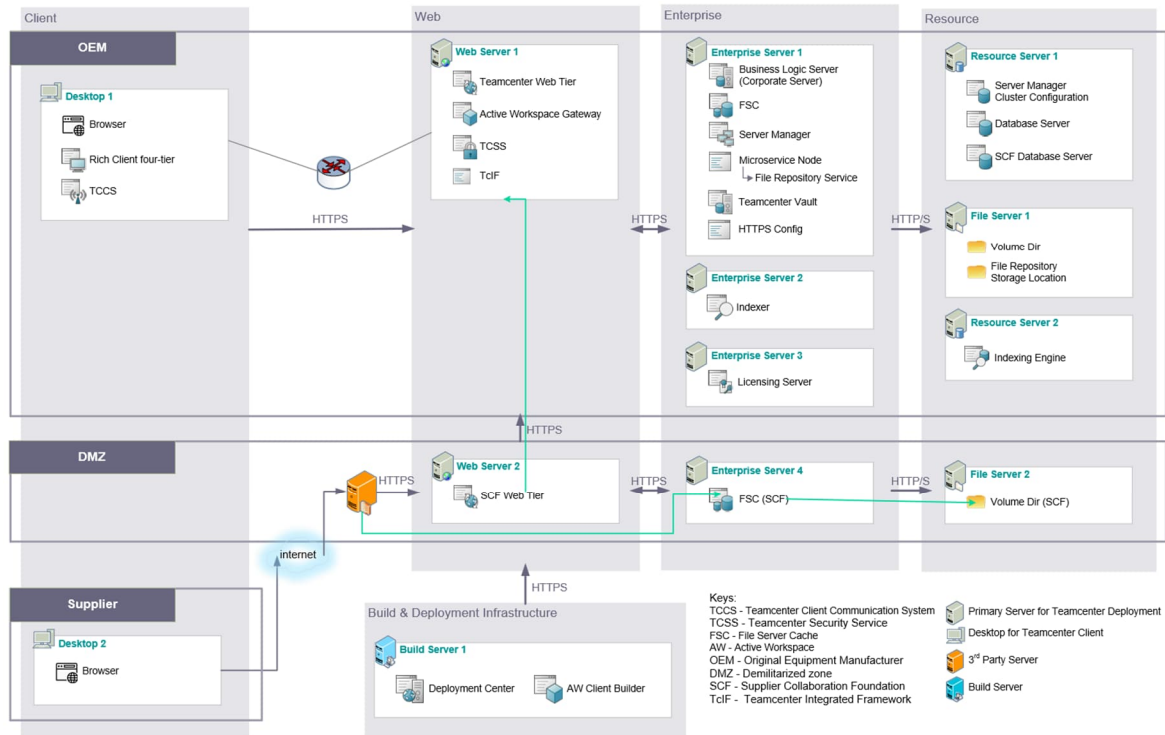 Client
Web
Enterprise
Resource
OEM
Desktop 1
Browser
Rich Client four-tier
TCCS
HTTPS
Web Server 1
Teamcenter Web Tier
Active Workspace Gateway
TCSS
TcIF
HTTPS
Enterprise Server 1
Business Logic Server
(Corporate Server)
FSC
Server Manager
Microservice Node
File Repository Service
Teamcenter Vault
HTTPS Config
Enterprise Server 2
Indexer
Enterprise Server 3
Licensing Server
HTTP/S
Resource Server 1
Server Manager
Cluster Configuration
Database Server
SCF Database Server
File Server 1
Volume Dir
File Repository
Storage Location
Resource Server 2
Indexing Engine
HTTPS
DMZ
HTTPS
Web Server 2
SCF Web Tier
HTTPS
Enterprise Server 4
FSC (SCF)
HTTP/S
File Server 2
Volume Dir (SCF)
internet
Supplier
Desktop 2
Browser
HTTPS
Build & Deployment Infrastructure
Build Server 1
Deployment Center
AW Client Builder
Keys:
TCCS - Teamcenter Client Communication System
TCSS - Teamcenter Security Service
FSC - File Server Cache
AW - Active Workspace
OEM - Original Equipment Manufacturer
DMZ - Demilitarized zone
SCF - Supplier Collaboration Foundation
TcIF - Teamcenter Integrated Framework
Primary Server for Teamcenter Deployment
Desktop for Teamcenter Client
3rd Party Server
Build Server